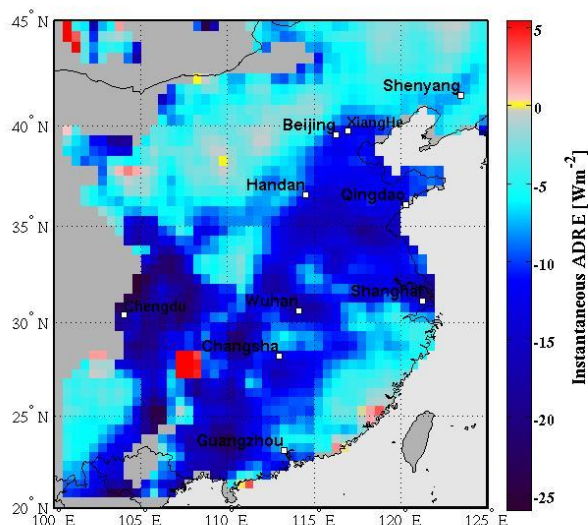 45° N
40° N
35° N
30° N
25° N
20° N
100° E
105° E
110° E
115° E
120° E
125° E
Shenyang
Beijing
XiangHe
Handan
Qingdao
Shanghai
Wuhan
Chengdu
Changsha
Guangzhou
5
0
-5
-10
-15
-20
-25
Instantanous ADRE [Wm-2]